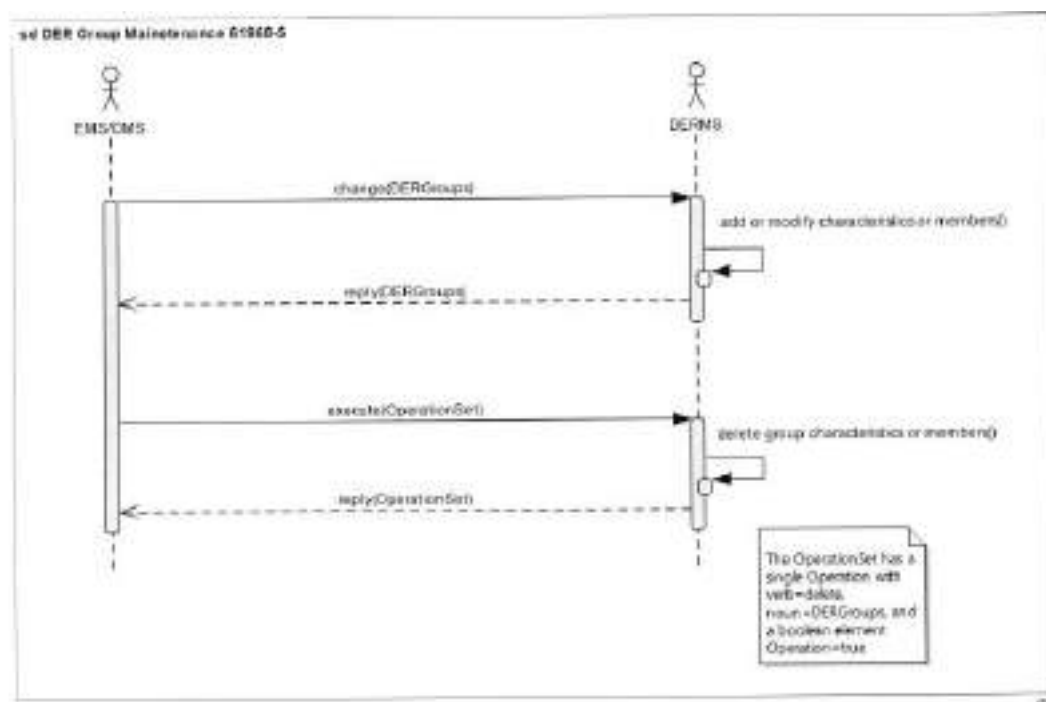 sd DER Group Mainetenance 61968-5
EMS/DMS
DERMS
change(DERGroups)
add or modify characteristics or members()
reply(DERGroups)
execute(OperationSet)
delete group characteristics or members()
reply(OperationSet)
The OperationSet has a
single Operation with
verb=delete,
noun=DERGroups, and
a boolean element
Operation=true